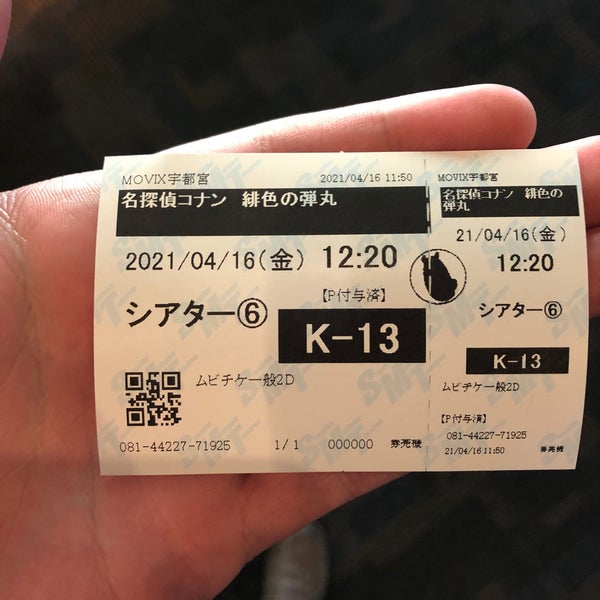 MOVIX宇都宮 2021/04/16 11:50
名探偵コナン 緋色の弾丸
2021/04/16(金) 12:20
【P付与済】
シアター⑥
K-13
ムビチケ一般2D
081-44227-71925 1/1 000000 券売機
MOVIX宇都宮
名探偵コナン 緋色の
弾丸
21/04/16(金)
12:20
シアター⑥
K-13
ムビチケ一般2D
【P付与済】
081-44227-71925
21/04/16 11:50 券売機